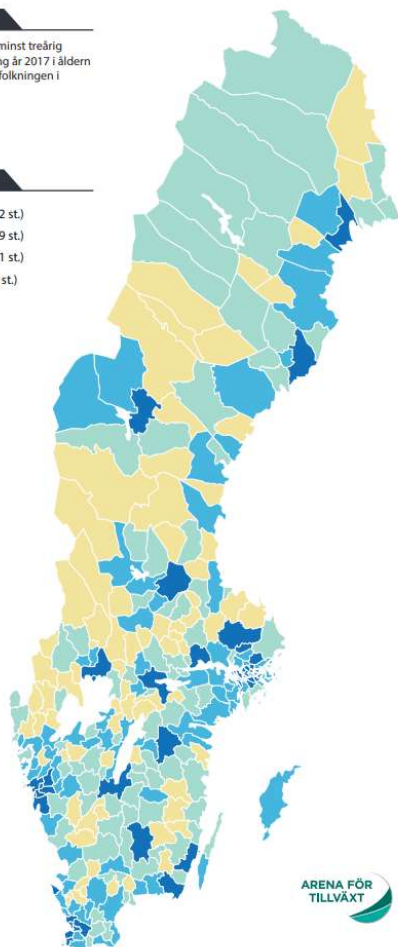 minst treårig
ng år 2017 i åldern
folkningen i
2 st.)
9 st.)
1 st.)
st.)
ARENA FÖR
TILLVÄXT